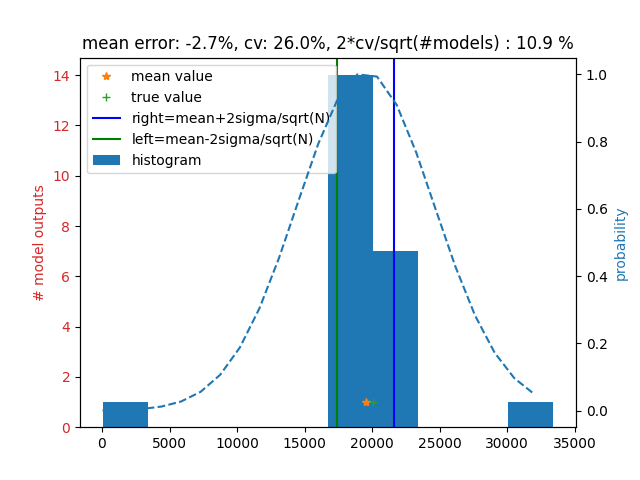 mean error: -2.7%, cv: 26.0%, 2*cv/sqrt(#models) : 10.9 %
mean value
true value
right=mean+2sigma/sqrt(N)
left=mean-2sigma/sqrt(N)
histogram
# model outputs
14
12
10
8
6
4
2
0
1.0
0.8
0.6
0.4
0.2
0.0
probability
0
5000
10000
15000
20000
25000
30000
35000